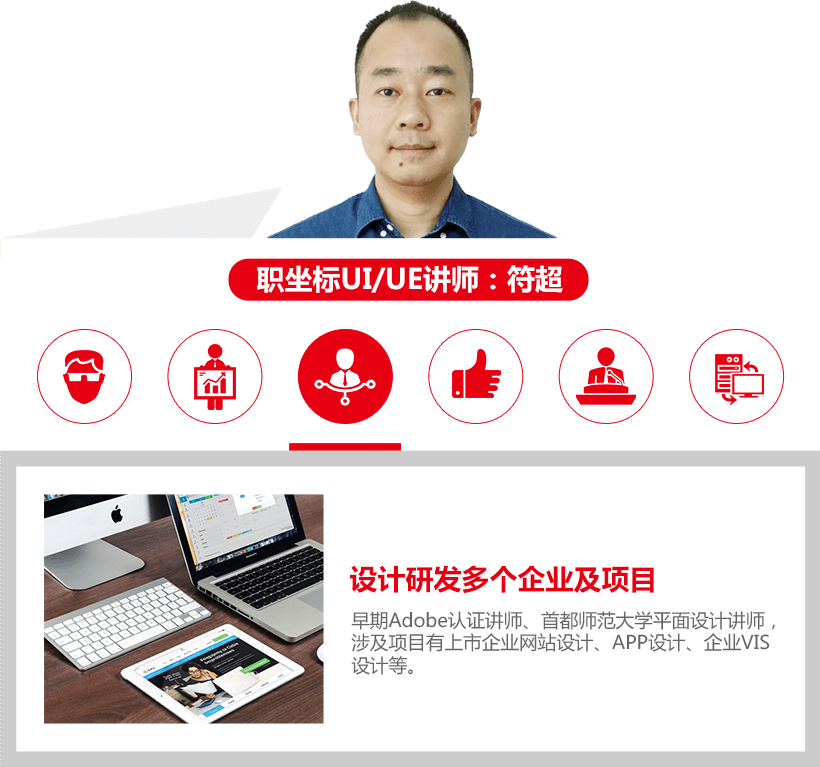 职坐标UI/UE讲师：符超
设计研发多个企业及项目
早期Adobe认证讲师、首都师范大学平面设计讲师，
涉及项目有上市企业网站设计、APP设计、企业VIS
设计等。